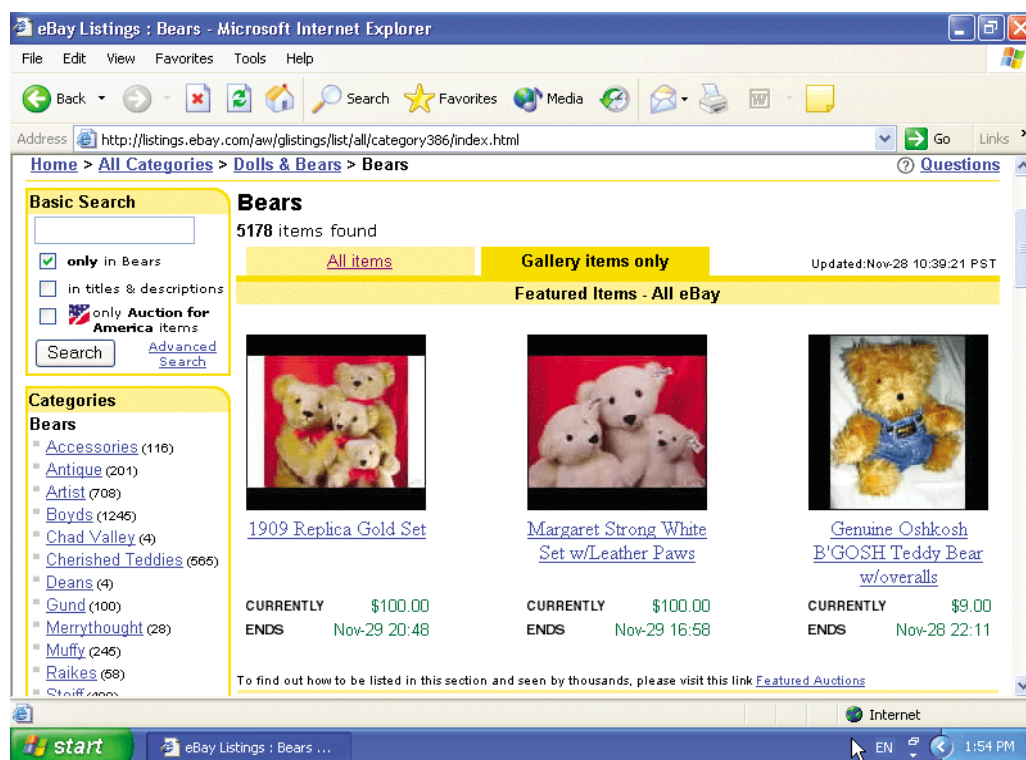 eBay Listings : Bears - Microsoft Internet Explorer
File Edit View Favorites Tools Help
Back Search Favorites Media
Address http://listings.ebay.com/aw/glistings/list/all/category386/index.html Go Links
Home > All Categories > Dolls & Bears > Bears Questions
Basic Search
only in Bears
in titles & descriptions
only Auction for
America items
Search Advanced
Search
Categories
Bears
Accessories (116)
Antique (201)
Artist (708)
Boyds (1245)
Chad Valley (4)
Cherished Teddies (565)
Deans (4)
Gund (100)
Merrythought (28)
Muffy (245)
Raikes (58)
Bears
5178 items found
All items Gallery items only Updated:Nov-28 10:39:21 PST
Featured Items - All eBay
1909 Replica Gold Set
CURRENTLY $100.00
ENDS Nov-29 20:48
Margaret Strong White
Set w/Leather Paws
CURRENTLY $100.00
ENDS Nov-29 16:58
Genuine Oshkosh
B'GOSH Teddy Bear
w/overalls
CURRENTLY $9.00
ENDS Nov-28 22:11
To find out how to be listed in this section and seen by thousands, please visit this link Featured Auctions
Internet
start eBay Listings : Bears ... EN 1:54 PM